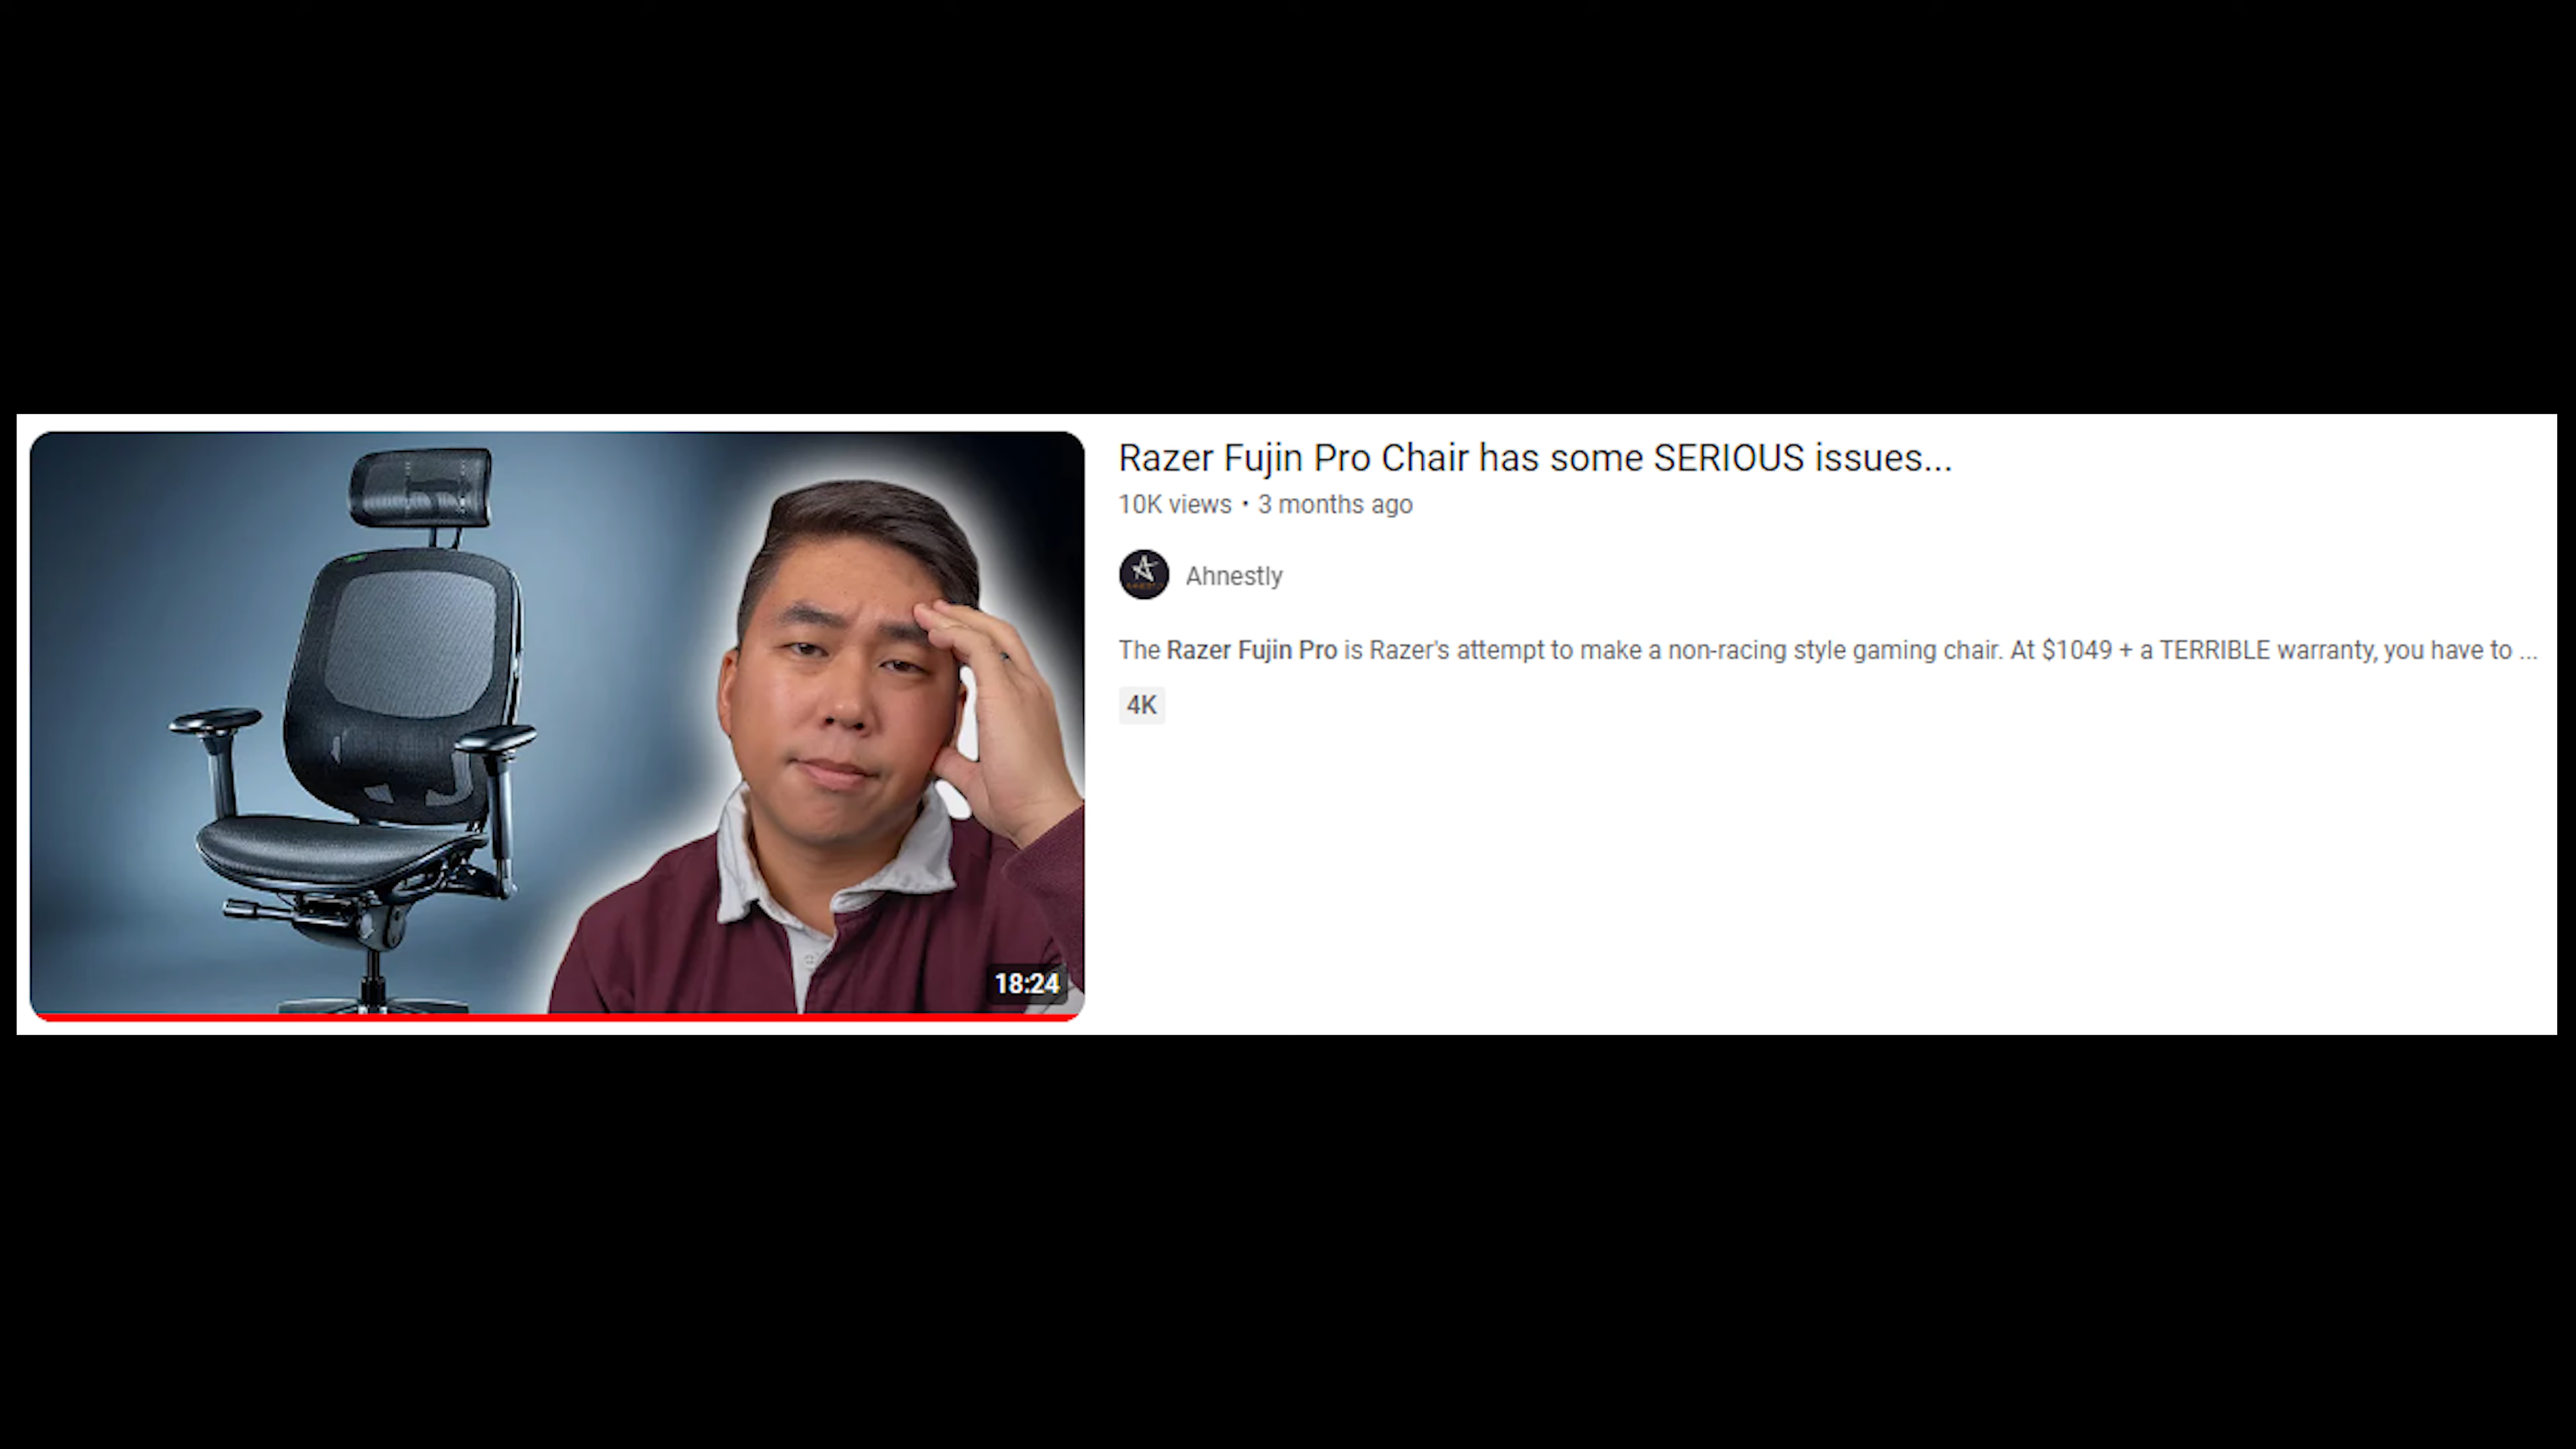 Razer Fujin Pro Chair has some SERIOUS issues...
10K views • 3 months ago
Ahnestly
The Razer Fujin Pro is Razer's attempt to make a non-racing style gaming chair. At $1049 + a TERRIBLE warranty, you have to ...
4K
18:24